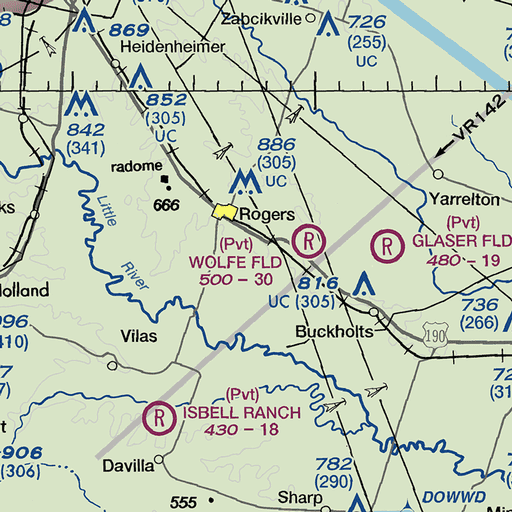 Zabcikville
726
(255)
UC
869
Heidenheimer
852
(305)
UC
842
(341)
886
(305)
UC
VR142
radome
666
Yarrelton
Rogers
Little
River
(Pvt)
WOLFE FLD
500 - 30
R
R
(Pvt)
GLASER FLD
480 - 19
816
UC (305)
Holland
736
(266)
Buckholts
190
Vilas
(Pvt)
ISBELL RANCH
430 - 18
R
906
(306)
Davilla
782
(290)
555
Sharp
DOWWD